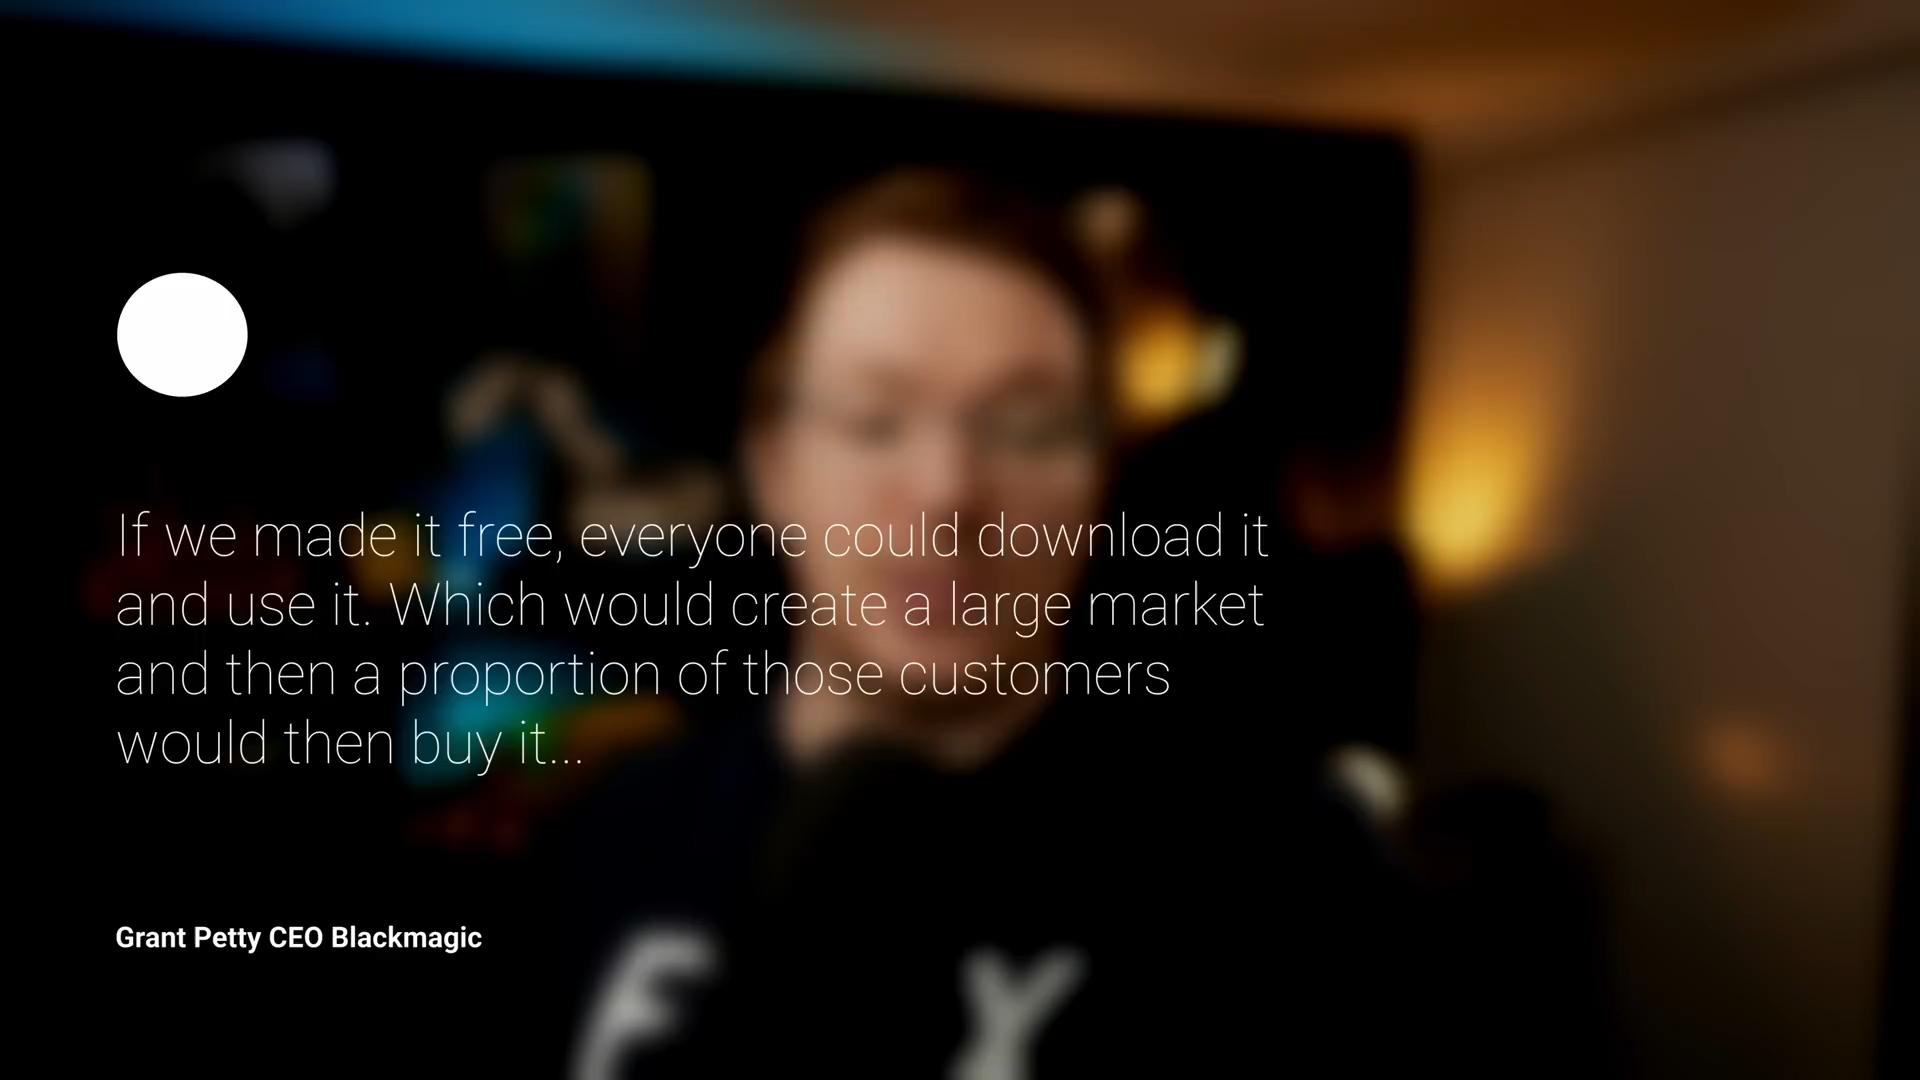 If we made it free, everyone could download it
and use it. Which would create a large market
and then a proportion of those customers
would then buy it...
Grant Petty CEO Blackmagic
F Y